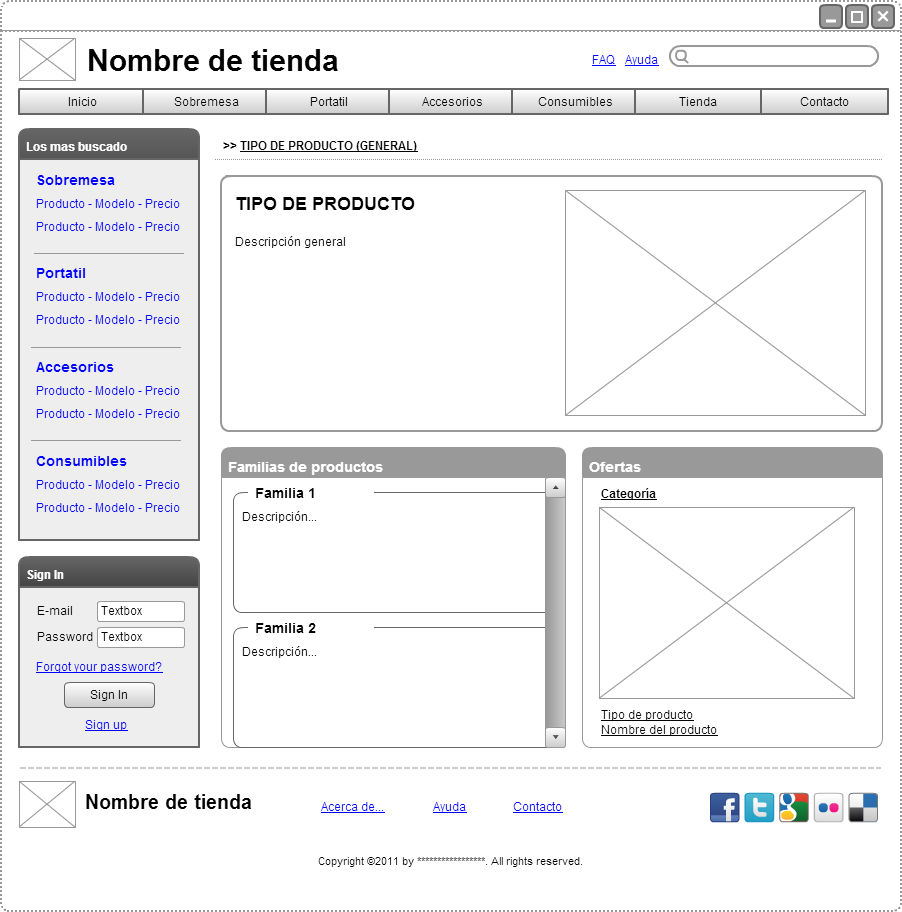 Nombre de tienda
FAQ Ayuda
Inicio Sobremesa Portatil Accesorios Consumibles Tienda Contacto
Los mas buscado
Sobremesa
Producto - Modelo - Precio
Producto - Modelo - Precio
Portatil
Producto - Modelo - Precio
Producto - Modelo - Precio
Accesorios
Producto - Modelo - Precio
Producto - Modelo - Precio
Consumibles
Producto - Modelo - Precio
Producto - Modelo - Precio
Sign In
E-mail Textbox
Password Textbox
Forgot your password?
Sign In
Sign up
>> TIPO DE PRODUCTO (GENERAL)
TIPO DE PRODUCTO
Descripción general
Familias de productos
Familia 1
Descripción...
Familia 2
Descripción...
Ofertas
Categoría
Tipo de producto
Nombre del producto
Nombre de tienda
Acerca de... Ayuda Contacto
Copyright ©2011 by *****************. All rights reserved.